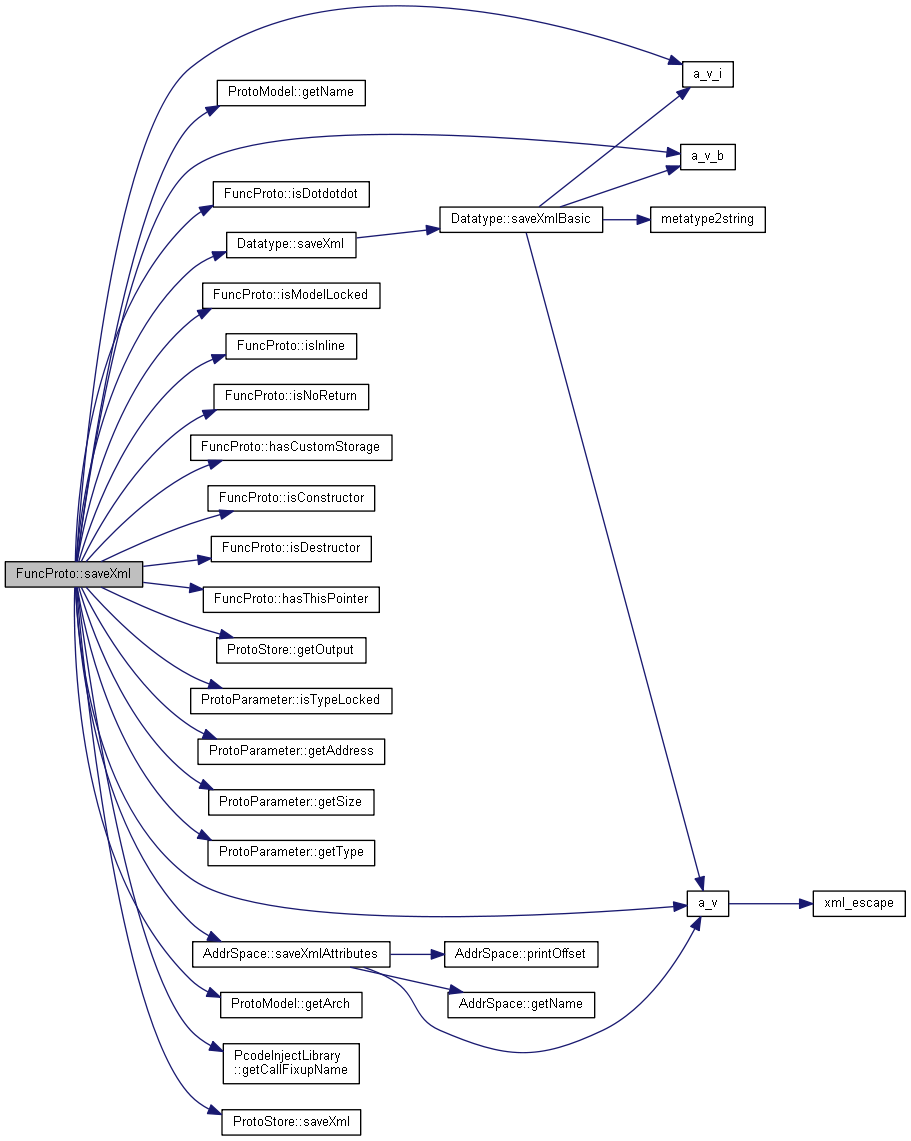 a_v_i
ProtoModel::getName
a_v_b
FuncProto::isDotdotdot
Datatype::saveXmlBasic
metatype2string
Datatype::saveXml
FuncProto::isModelLocked
FuncProto::isInline
FuncProto::isNoReturn
FuncProto::hasCustomStorage
FuncProto::isConstructor
FuncProto::isDestructor
FuncProto::saveXml
FuncProto::hasThisPointer
ProtoStore::getOutput
ProtoParameter::isTypeLocked
ProtoParameter::getAddress
ProtoParameter::getSize
ProtoParameter::getType
a_v
xml_escape
AddrSpace::saveXmlAttributes
AddrSpace::printOffset
ProtoModel::getArch
AddrSpace::getName
PcodeInjectLibrary
::getCallFixupName
ProtoStore::saveXml